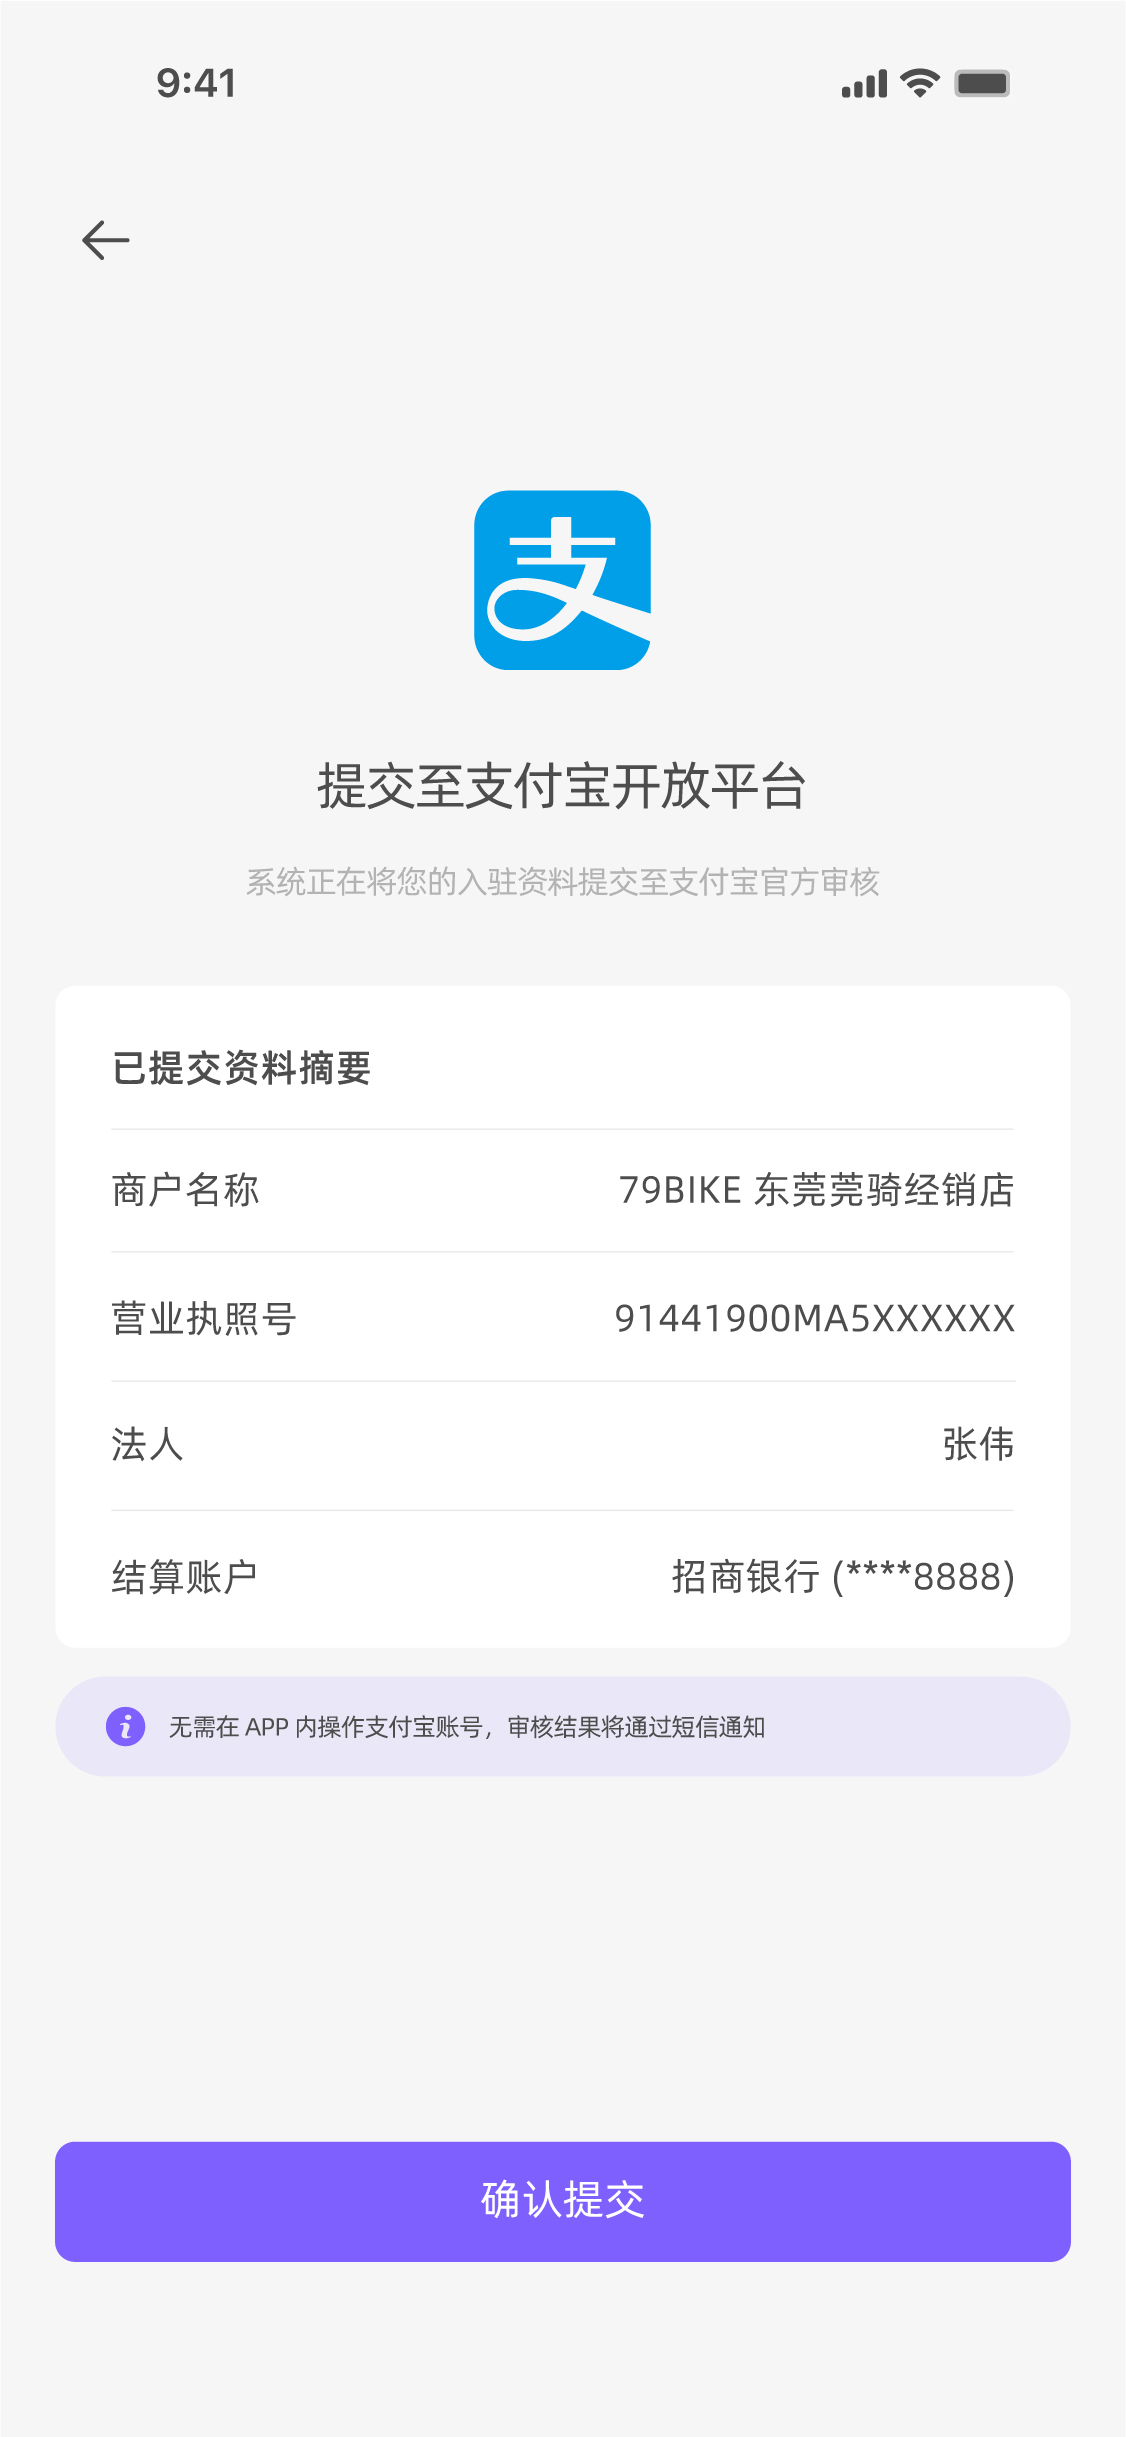 9:41
支
提交至支付宝开放平台
系统正在将您的入驻资料提交至支付宝官方审核
已提交资料摘要
商户名称 79BIKE 东莞莞骑经销店
营业执照号 91441900MA5XXXXXX
法人 张伟
结算账户 招商银行 (****8888)
无需在 APP 内操作支付宝账号，审核结果将通过短信通知
确认提交